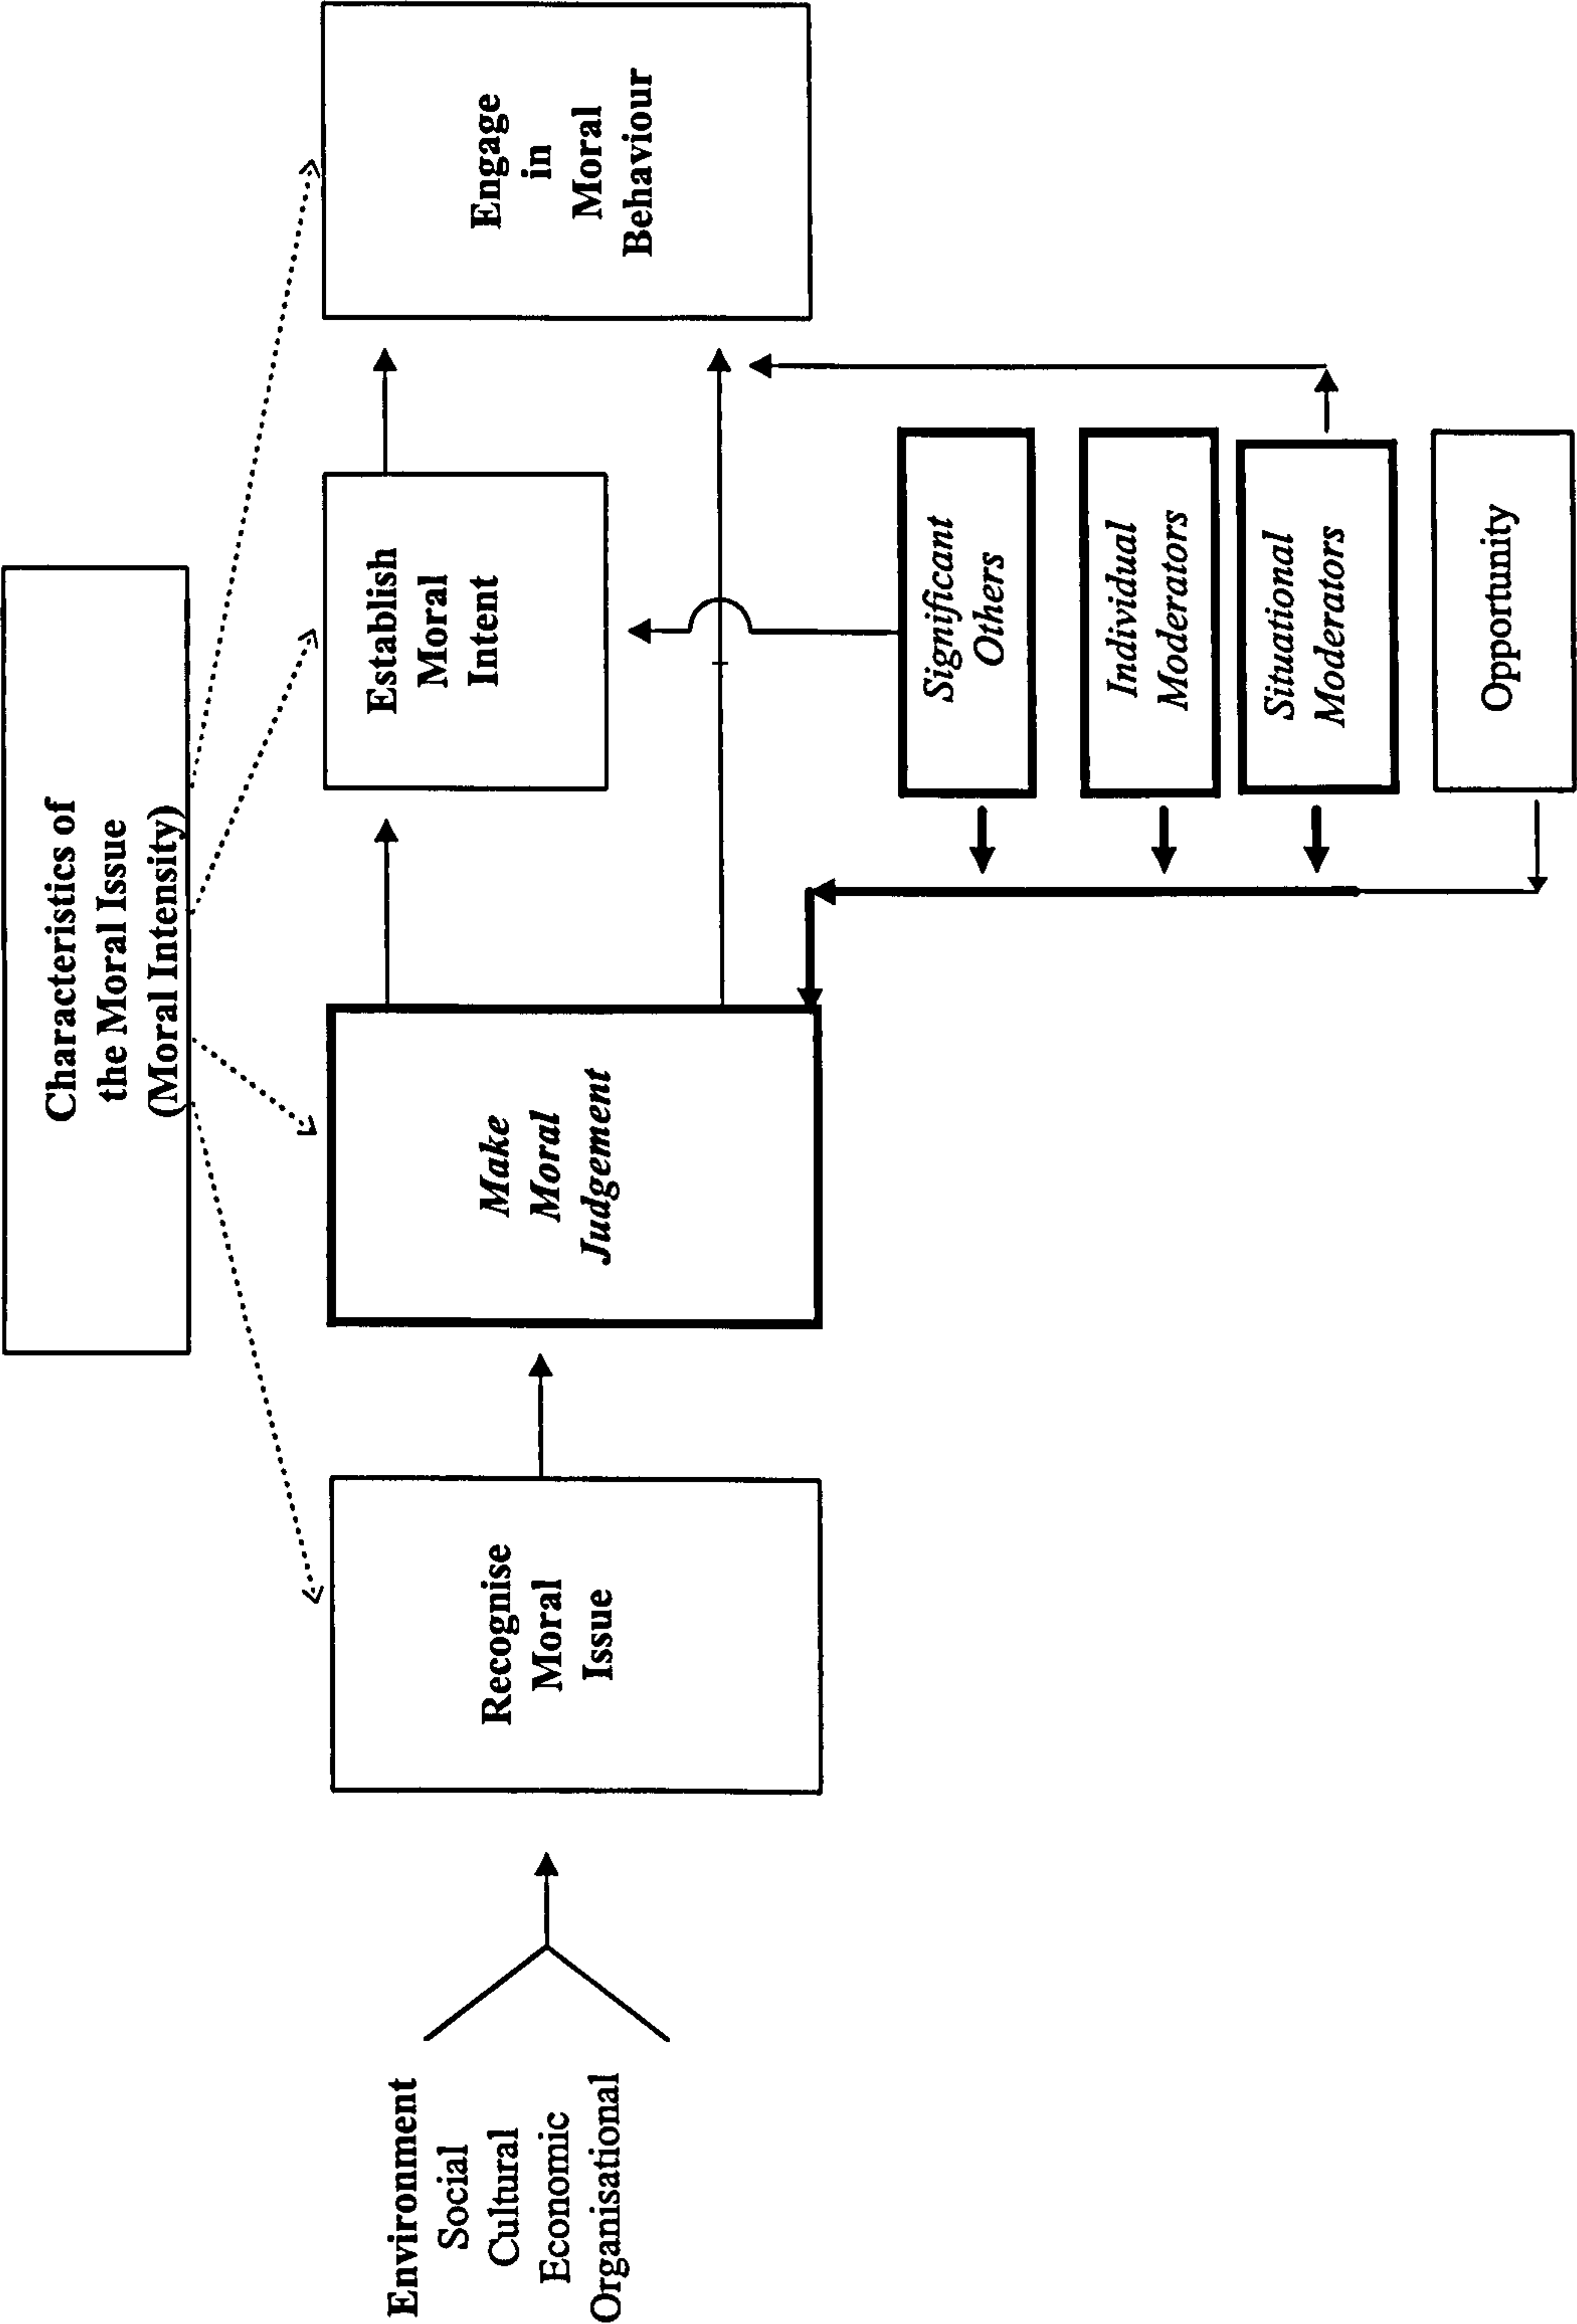 Characteristics of
the Moral Issue
(Moral Intensity)
Environment
Social
Cultural
Economic
Organisational
Recognise
Moral
Issue
Make
Moral
Judgement
Establish
Moral
Intent
Engage
in
Moral
Behaviour
Significant
Others
Individual
Moderators
Situational
Moderators
Opportunity